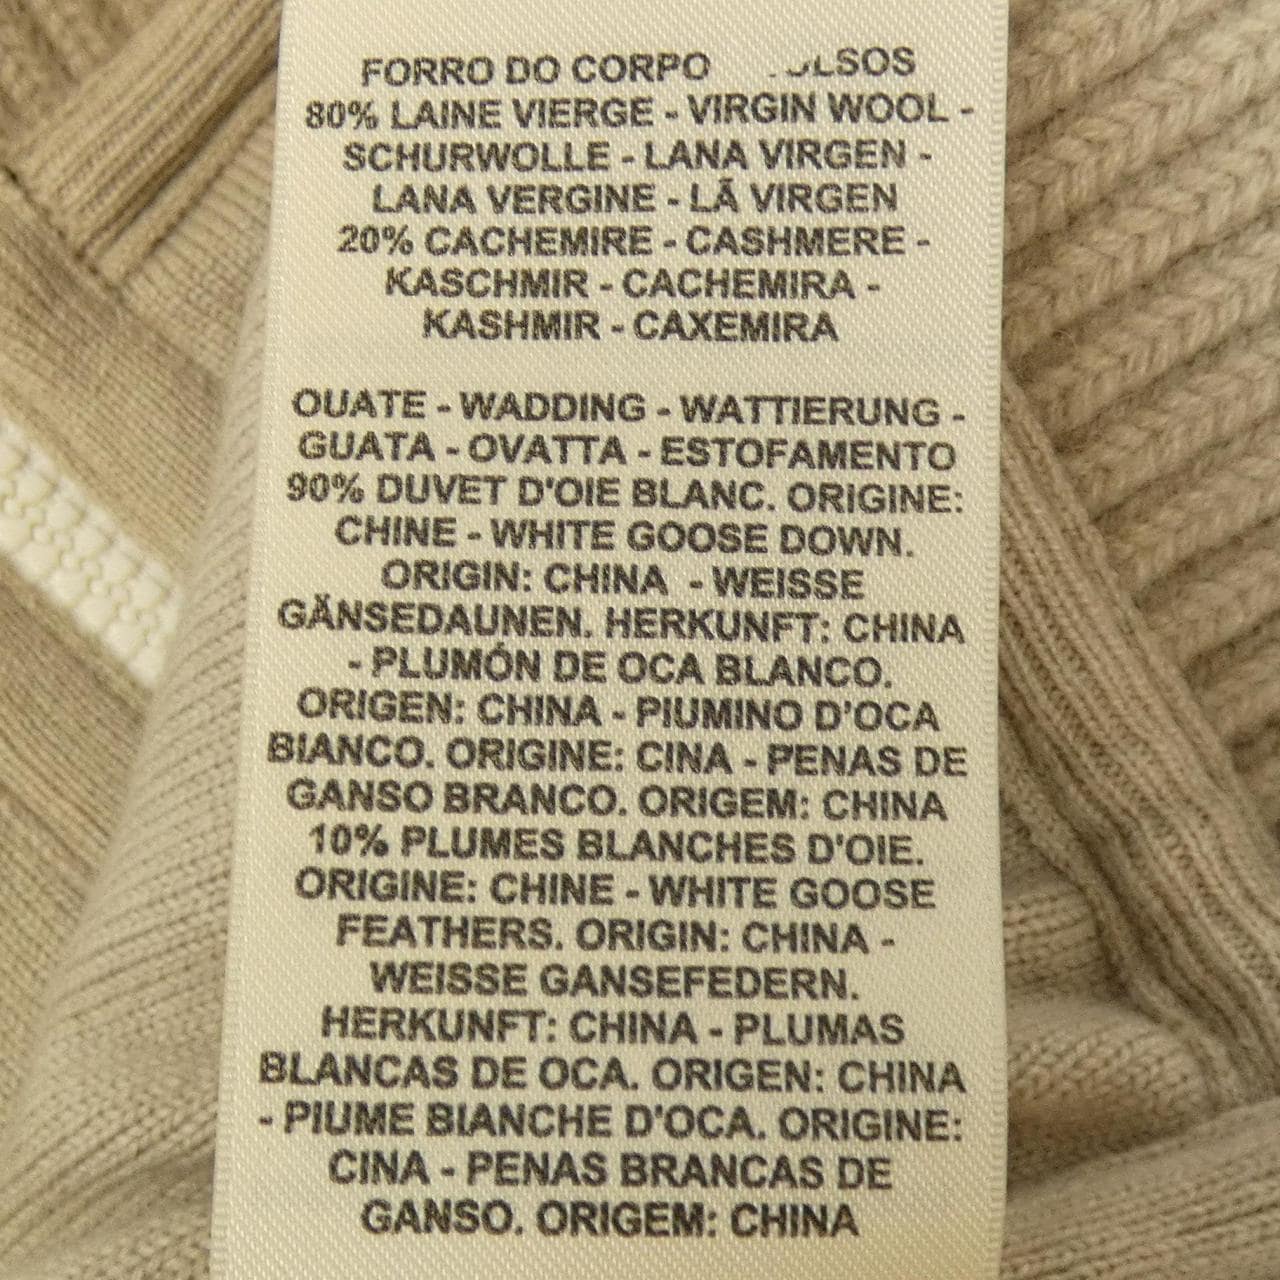 FORRO DO CORPO
80% LAINE VIERGE - VIRGIN WOOL -
SCHURWOLLE - LANA VIRGEN -
LANA VERGINE - LÃ VIRGEN
20% CACHEMIRE - CASHMERE -
KASCHMIR - CACHEMIRA -
KASHMIR - CAXEMIRA
OUATE - WADDING - WATTIERUNG -
GUATA - OVATTA - ESTOFAMENTO
90% DUVET D'OIE BLANC. ORIGINE:
CHINE - WHITE GOOSE DOWN.
ORIGIN: CHINA - WEISSE
GÄNSEDAUNEN. HERKUNFT: CHINA
- PLUMÓN DE OCA BLANCO.
ORIGEN: CHINA - PIUMINO D'OCA
BIANCO. ORIGINE: CINA - PENAS DE
GANSO BRANCO. ORIGEM: CHINA
10% PLUMES BLANCHES D'OIE.
ORIGINE: CHINE - WHITE GOOSE
FEATHERS. ORIGIN: CHINA -
WEISSE GANSEFEDERN.
HERKUNFT: CHINA - PLUMAS
BLANCAS DE OCA. ORIGEN: CHINA
- PIUME BIANCHE D'OCA. ORIGINE:
CINA - PENAS BRANCAS DE
GANSO. ORIGEM: CHINA